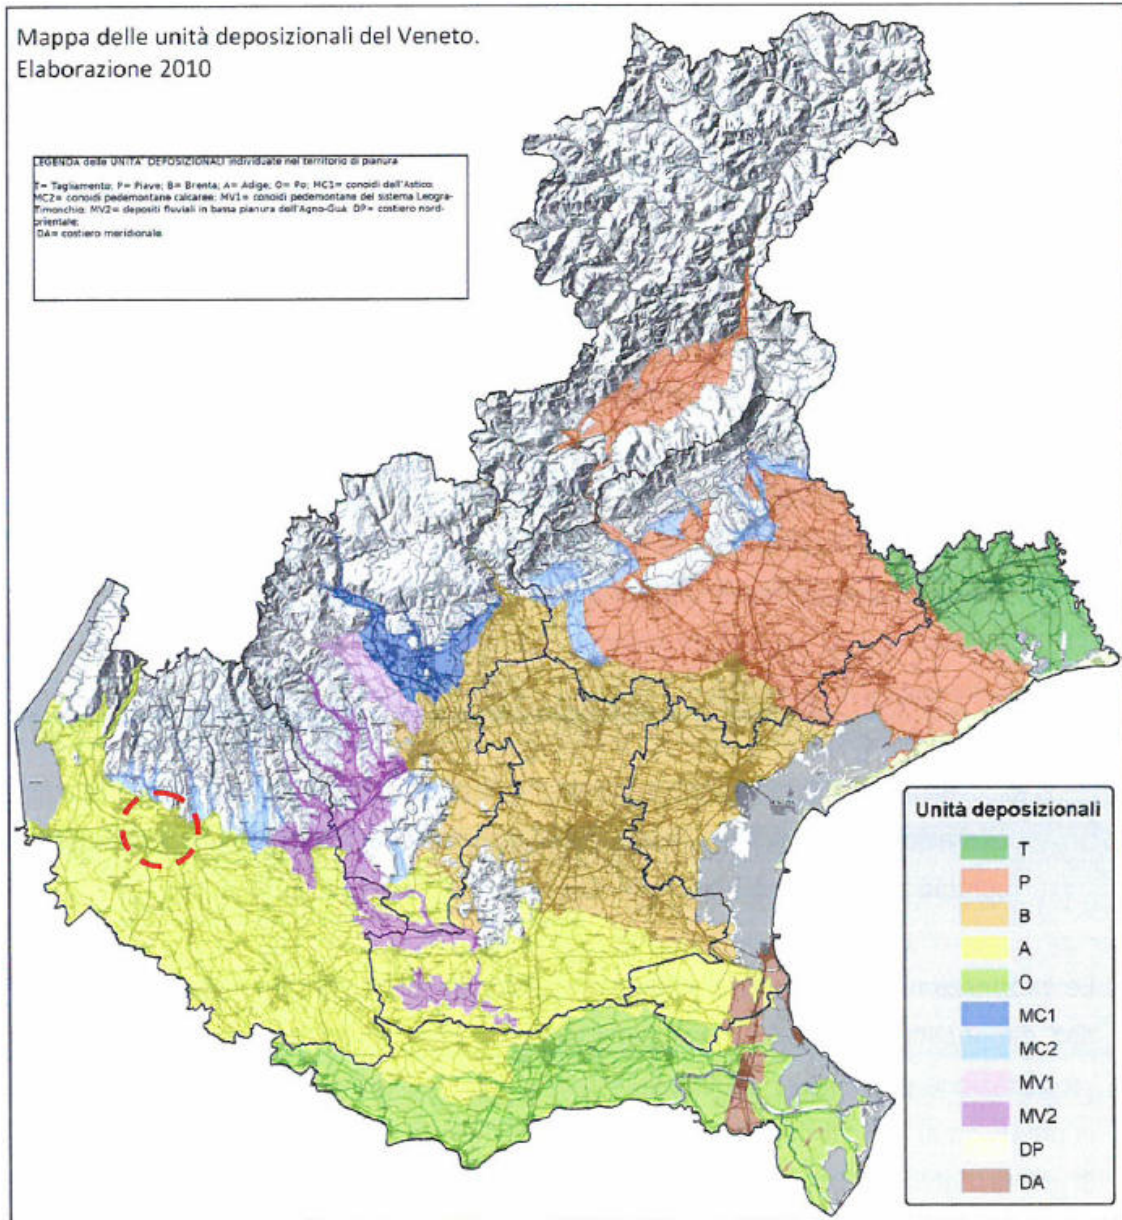 Mappa delle unità deposizionali del Veneto.
Elaborazione 2010
LEGENDA delle UNITA' DEPOSIZIONALI individuate nel territorio di pianura
T= Tagliamento; P= Piave; B= Brenta; A= Adige; O= Po; MC1= conoidi dell'Astico;
MC2= conoidi pedemontane calcaree; MV1= conoidi pedemontane del sistema Leogra-
Timonchio; MV2= depositi fluviali in bassa pianura dell'Agno-Guà; DP= costiero nord-
orientale;
DA= costiero meridionale.
Unità deposizionali
T
P
B
A
O
MC1
MC2
MV1
MV2
DP
DA